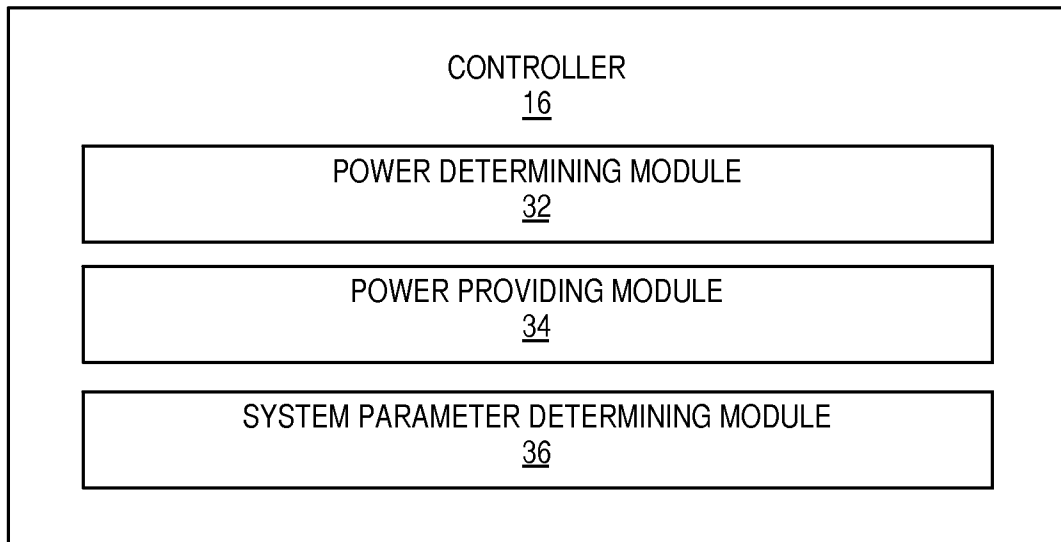 CONTROLLER
16
POWER DETERMINING MODULE
32
POWER PROVIDING MODULE
34
SYSTEM PARAMETER DETERMINING MODULE
36